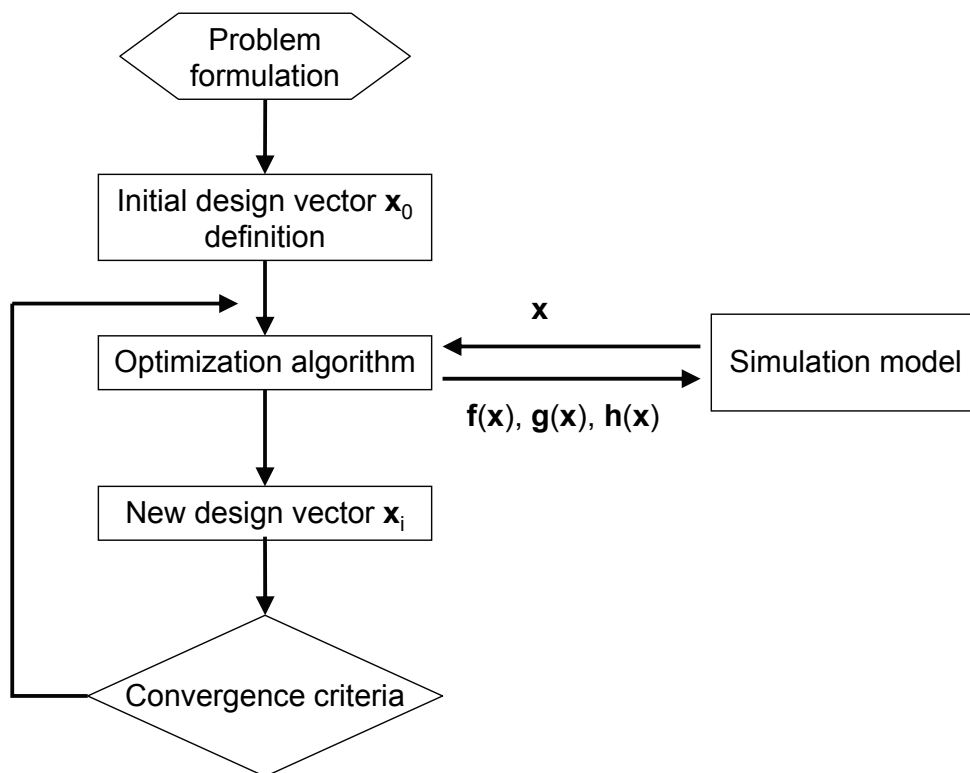 Problem
formulation
Initial design vector x₀
definition
x
Optimization algorithm
Simulation model
f(x), g(x), h(x)
New design vector xᵢ
Convergence criteria